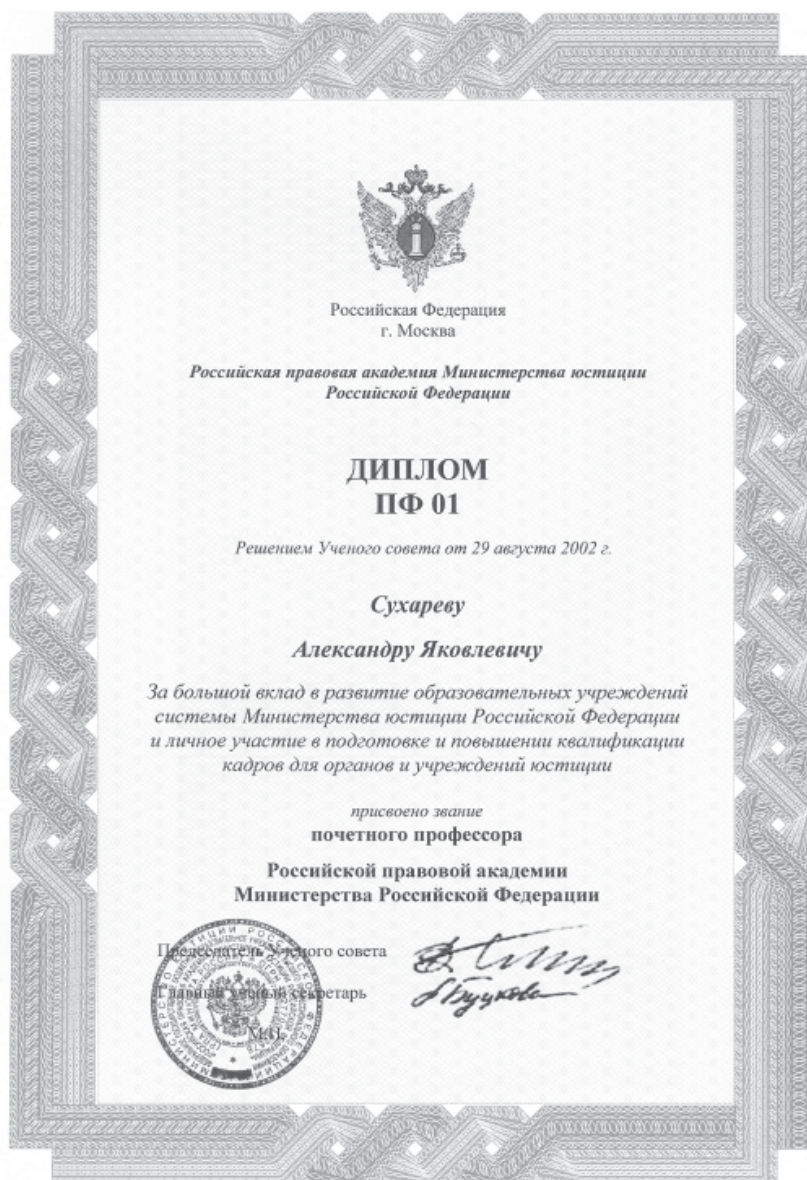 Российская Федерация
г. Москва
Российская правовая академия Министерства юстиции
Российской Федерации
ДИПЛОМ
ПФ 01
Решением Ученого совета от 29 августа 2002 г.
Сухареву
Александру Яковлевичу
За большой вклад в развитие образовательных учреждений
системы Министерства юстиции Российской Федерации
и личное участие в подготовке и повышении квалификации
кадров для органов и учреждений юстиции
присвоено звание
почетного профессора
Российской правовой академии
Министерства Российской Федерации
Председатель Ученого совета
Главный ученый секретарь
М.П.